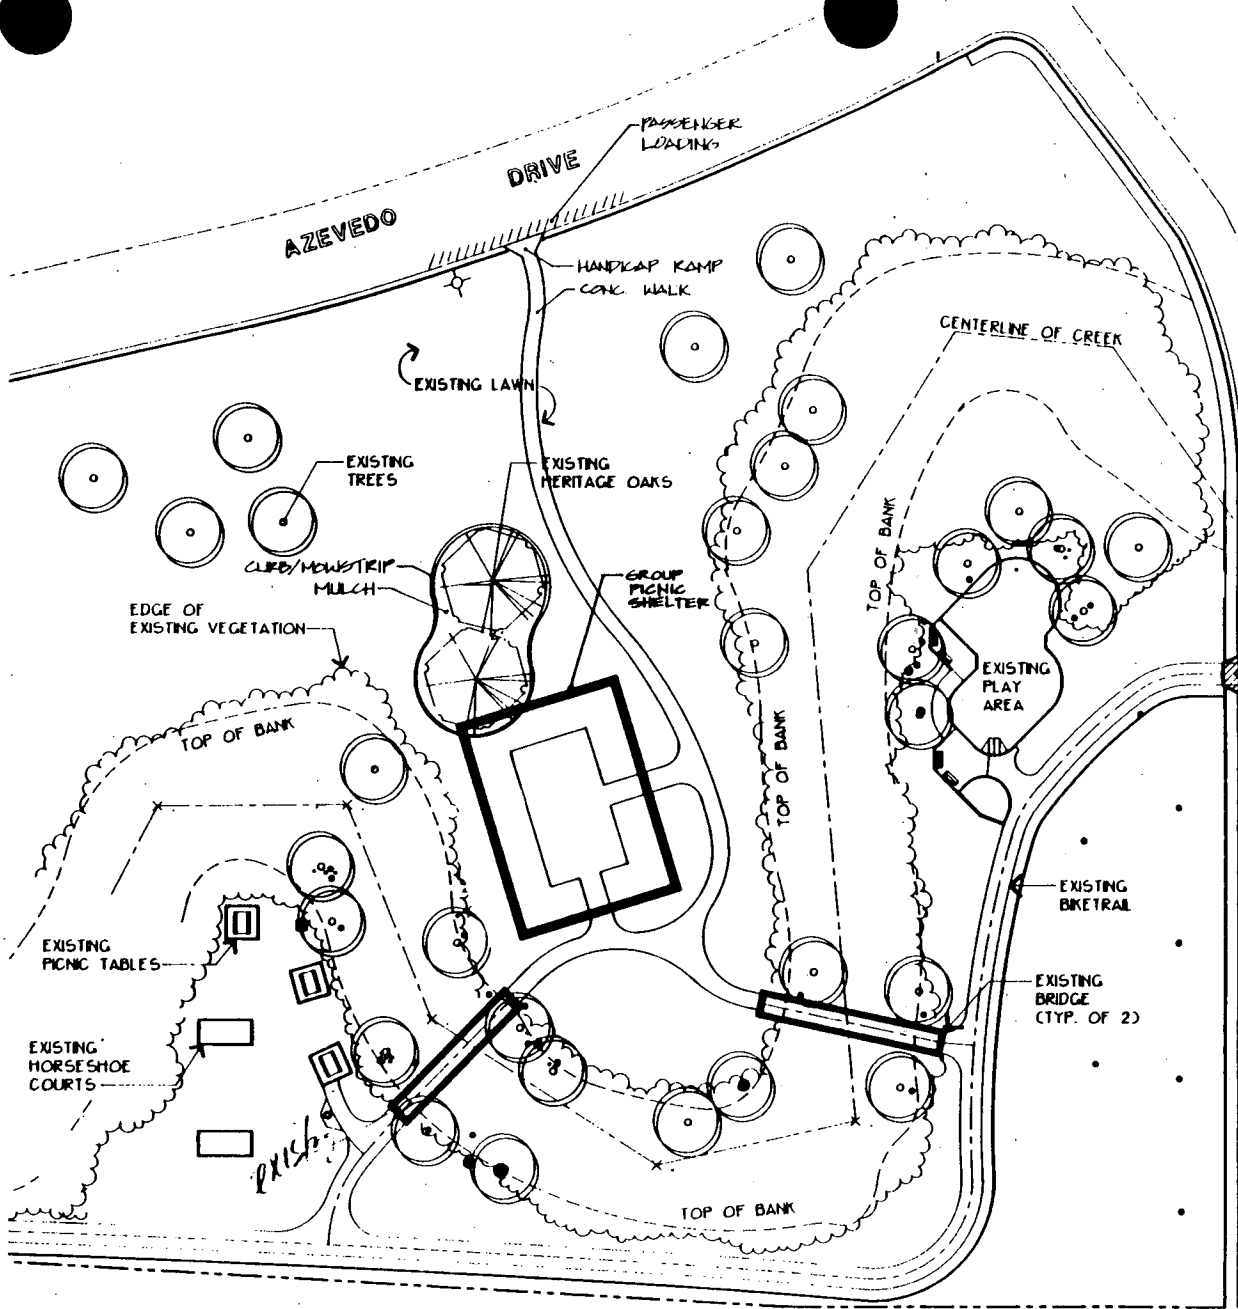 PASSENGER
LOADING
AZEVEDO DRIVE
HANDICAP RAMP
CONC. WALK
CENTERLINE OF CREEK
EXISTING LAWN
EXISTING
TREES
EXISTING
HERITAGE OAKS
TOP OF BANK
CURB/MOWSTRIP
MULCH
GROUP
PICNIC
SHELTER
EDGE OF
EXISTING VEGETATION
EXISTING
PLAY
AREA
TOP OF BANK
TOP OF BANK
EXISTING
BIKETRAIL
EXISTING
PICNIC TABLES
EXISTING
BRIDGE
(TYP. OF 2)
EXISTING
HORSESHOE
COURTS
TOP OF BANK